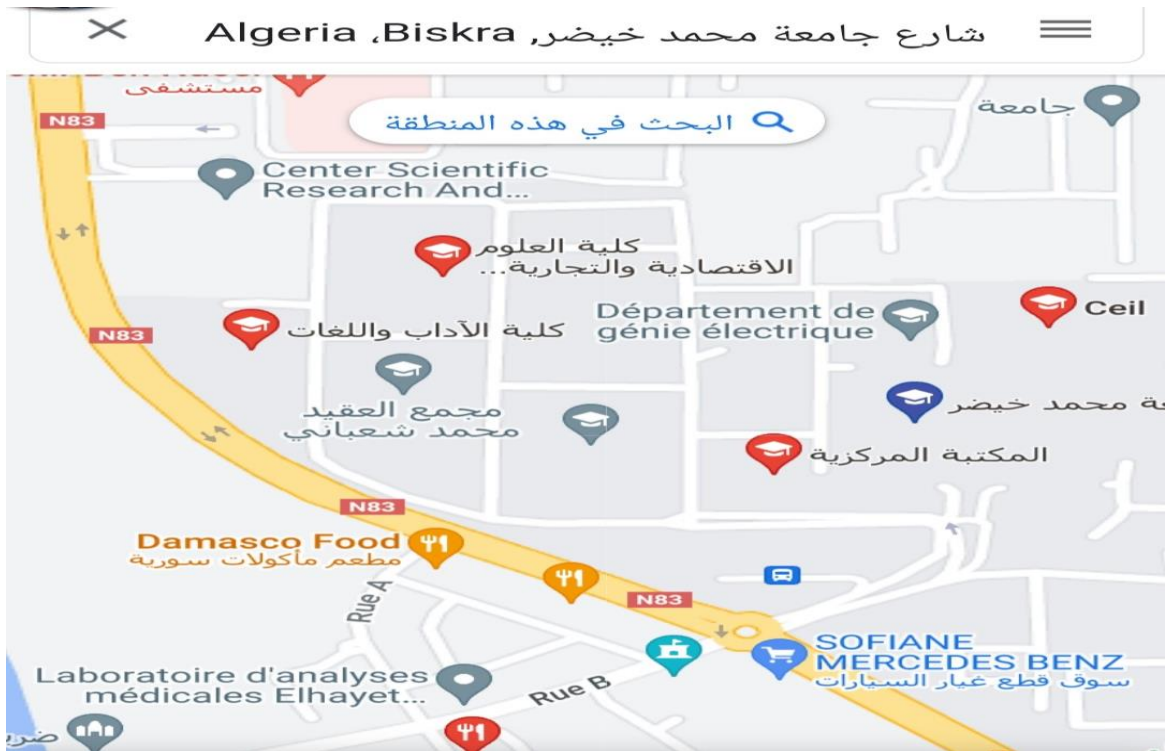 شارع جامعة محمد خيضر, Algeria ،Biskra
مستشفى
البحث في هذه المنطقة
جامعة
N83
Center Scientific
Research And...
كلية العلوم
الاقتصادية والتجارية...
Département de
génie électrique
Ceil
N83
كلية الآداب واللغات
مجمع العقيد
محمد شعباني
محمد خيضر
المكتبة المركزية
N83
Damasco Food
مطعم مأكولات سورية
Rue A
N83
SOFIANE
MERCEDES BENZ
سوق قطع غيار السيارات
Laboratoire d'analyses
médicales Elhayet...
Rue B